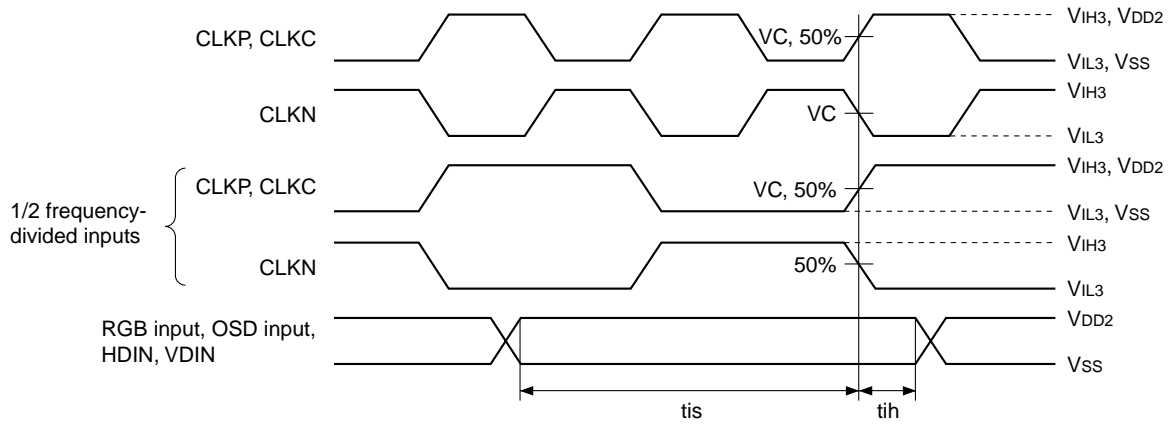 CLKP, CLKC
VC, 50%
VIH3, VDD2
VIL3, VSS
CLKN
VC
VIH3
VIL3
1/2 frequency-
divided inputs
CLKP, CLKC
VC, 50%
VIH3, VDD2
VIL3, VSS
CLKN
50%
VIH3
VIL3
RGB input, OSD input,
HDIN, VDIN
VDD2
VSS
tis
tih